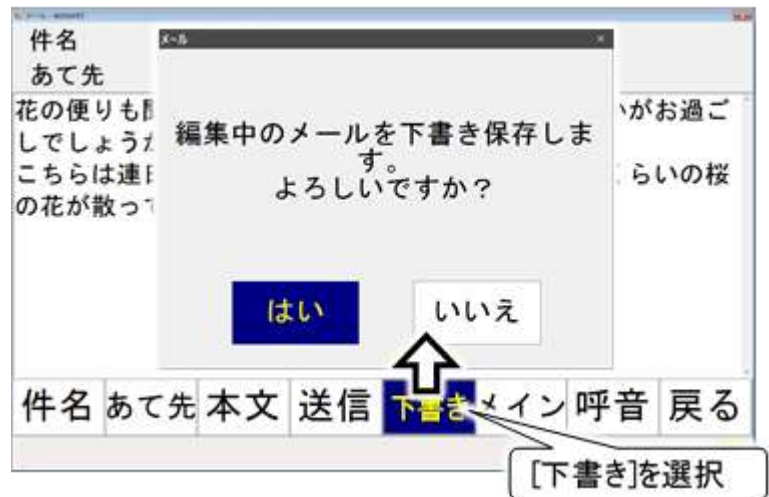 件名
メール
あて先
花の便りも
いがお過ご
しでしょうか
こちらは連日
くらいの桜
の花が散って
編集中のメールを下書き保存しま
す。
よろしいですか？
はい
いいえ
件名 あて先 本文 送信 下書き メイン 呼音 戻る
[下書き]を選択